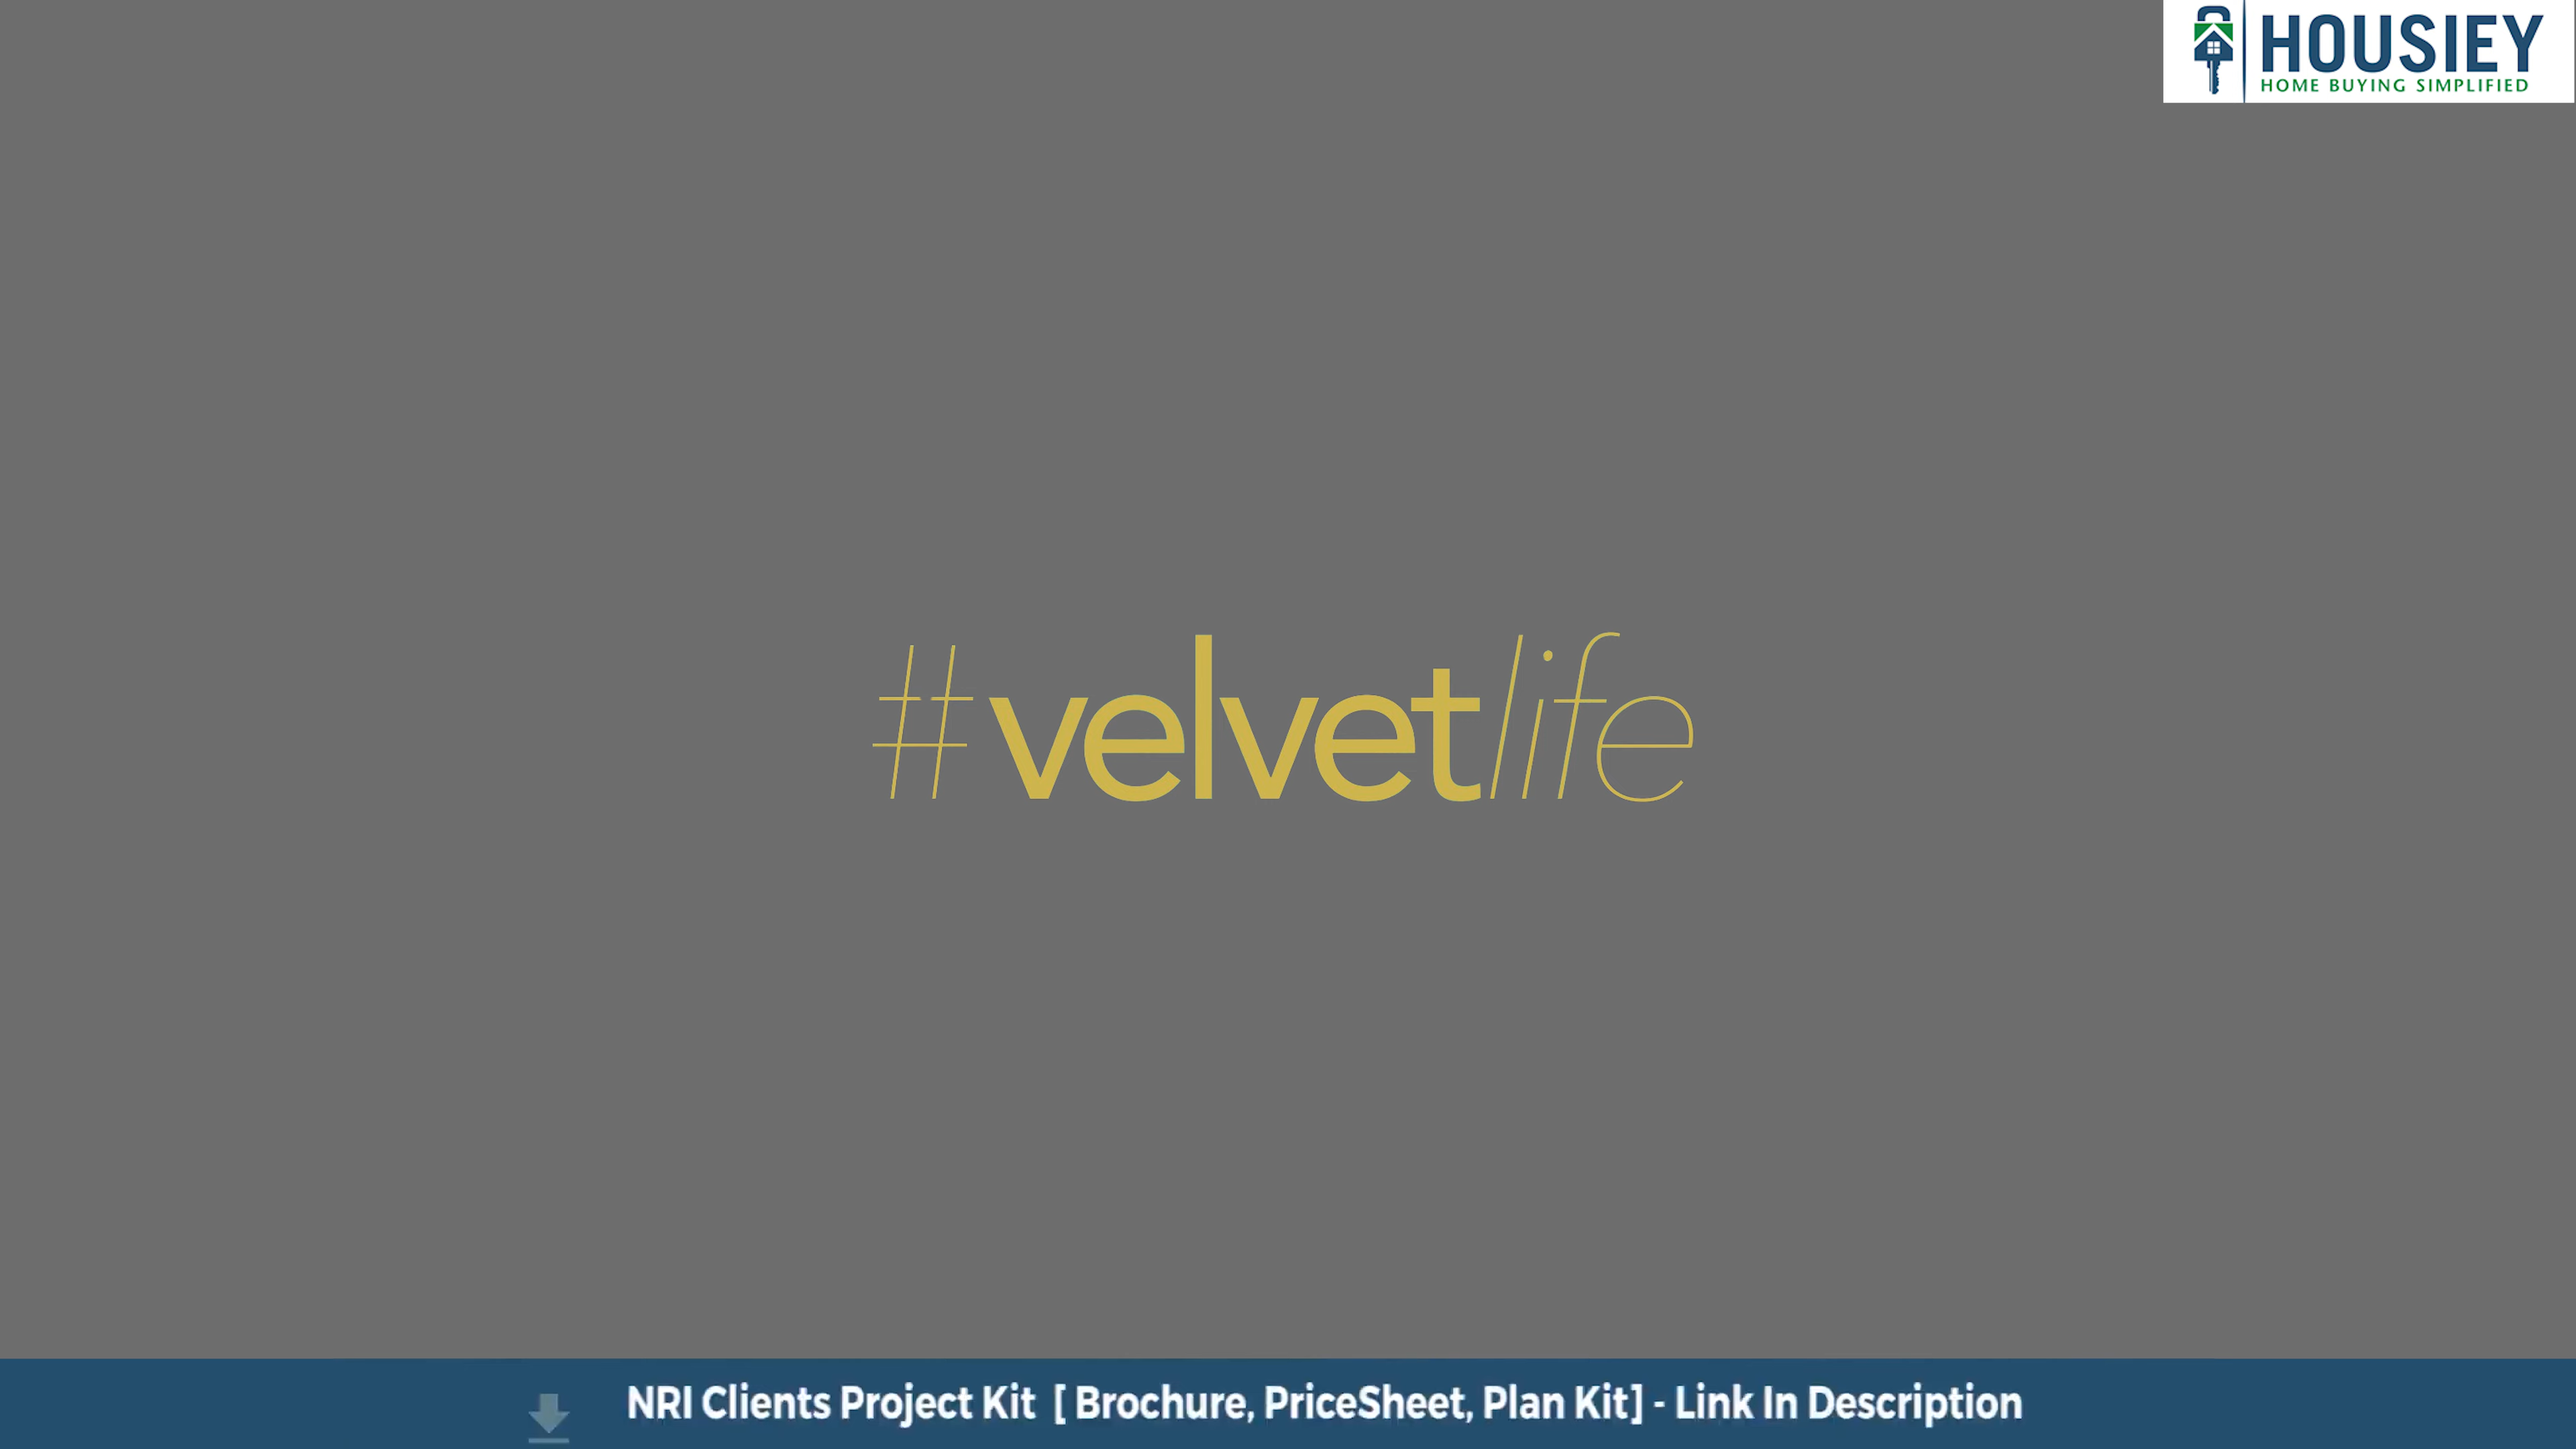 HOUSIEY
HOME BUYING SIMPLIFIED
#velvetlife
NRI Clients Project Kit [ Brochure, PriceSheet, Plan Kit] - Link In Description